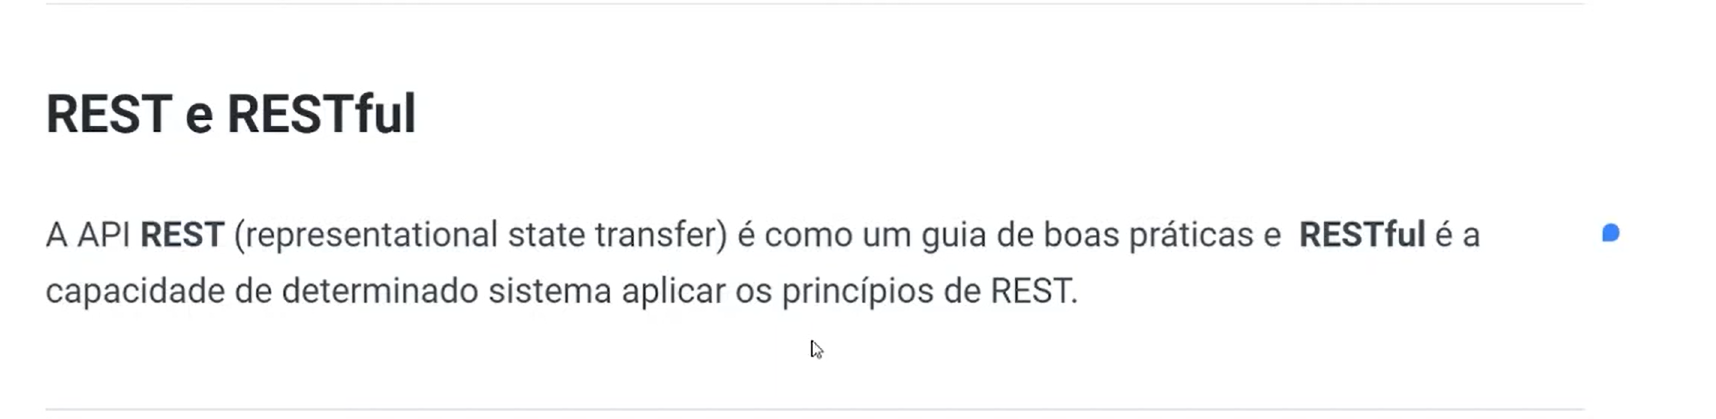 REST e RESTful
A API REST (representational state transfer) é como um guia de boas práticas e RESTful é a
capacidade de determinado sistema aplicar os princípios de REST.